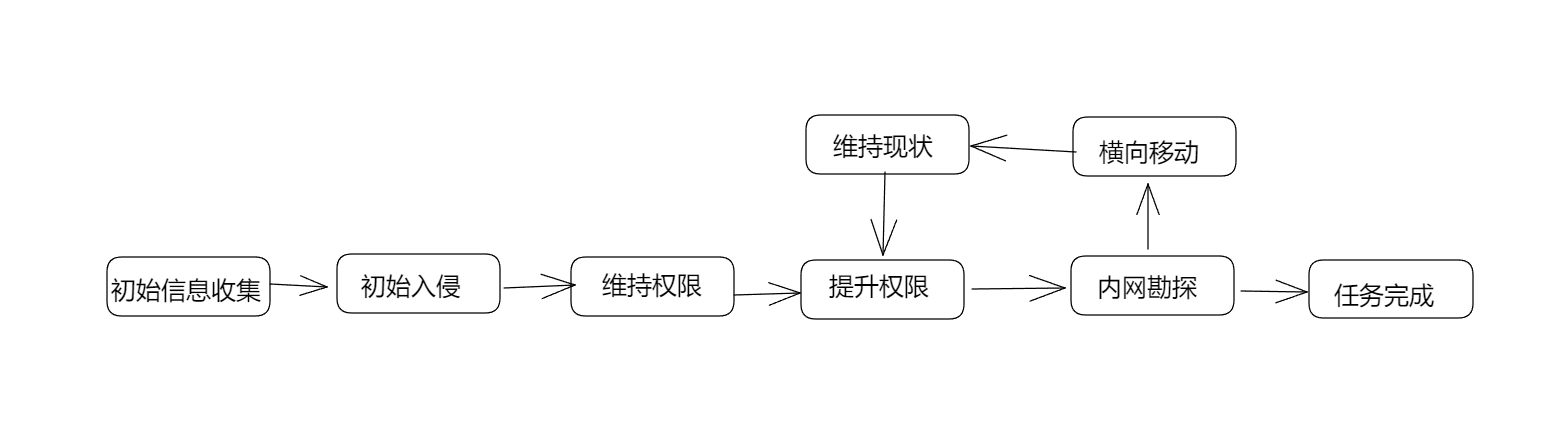 维持现状
横向移动
初始信息收集
初始入侵
维持权限
提升权限
内网勘探
任务完成